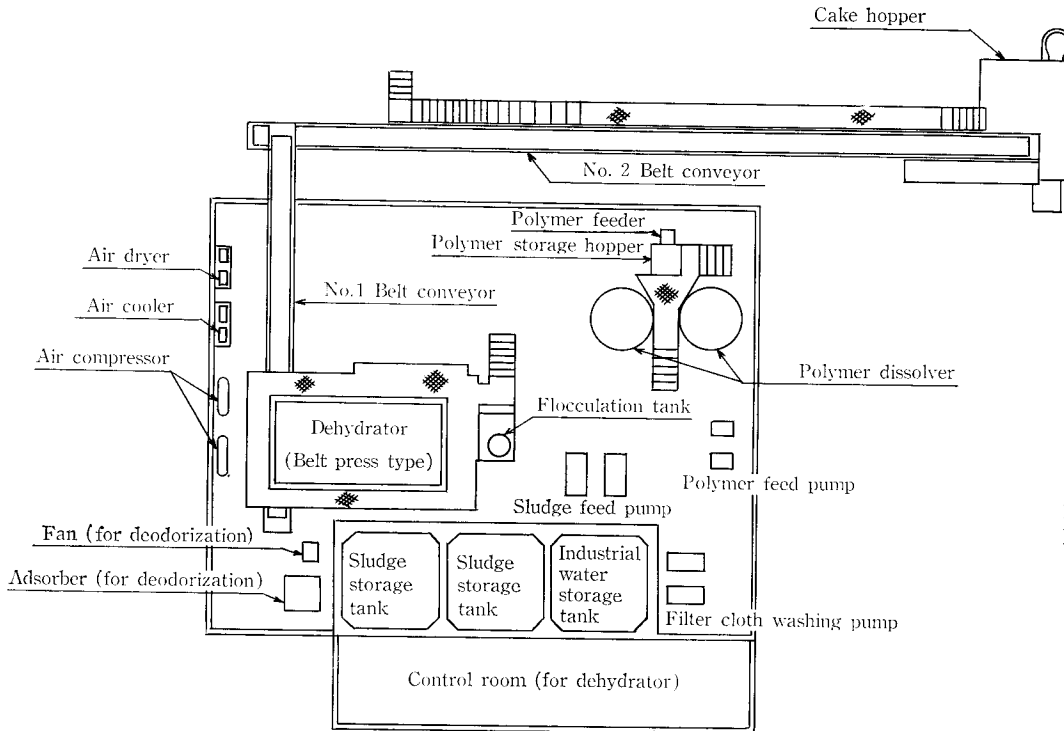 Cake hopper
No. 2 Belt conveyor
Polymer feeder
Polymer storage hopper
Air dryer
No.1 Belt conveyor
Air cooler
Air compressor
Polymer dissolver
Flocculation tank
Dehydrator
(Belt press type)
Polymer feed pump
Sludge feed pump
Fan (for deodorization)
Adsorber (for deodorization)
Sludge
storage
tank
Sludge
storage
tank
Industrial
water
storage
tank
Filter cloth washing pump
Control room (for dehydrator)